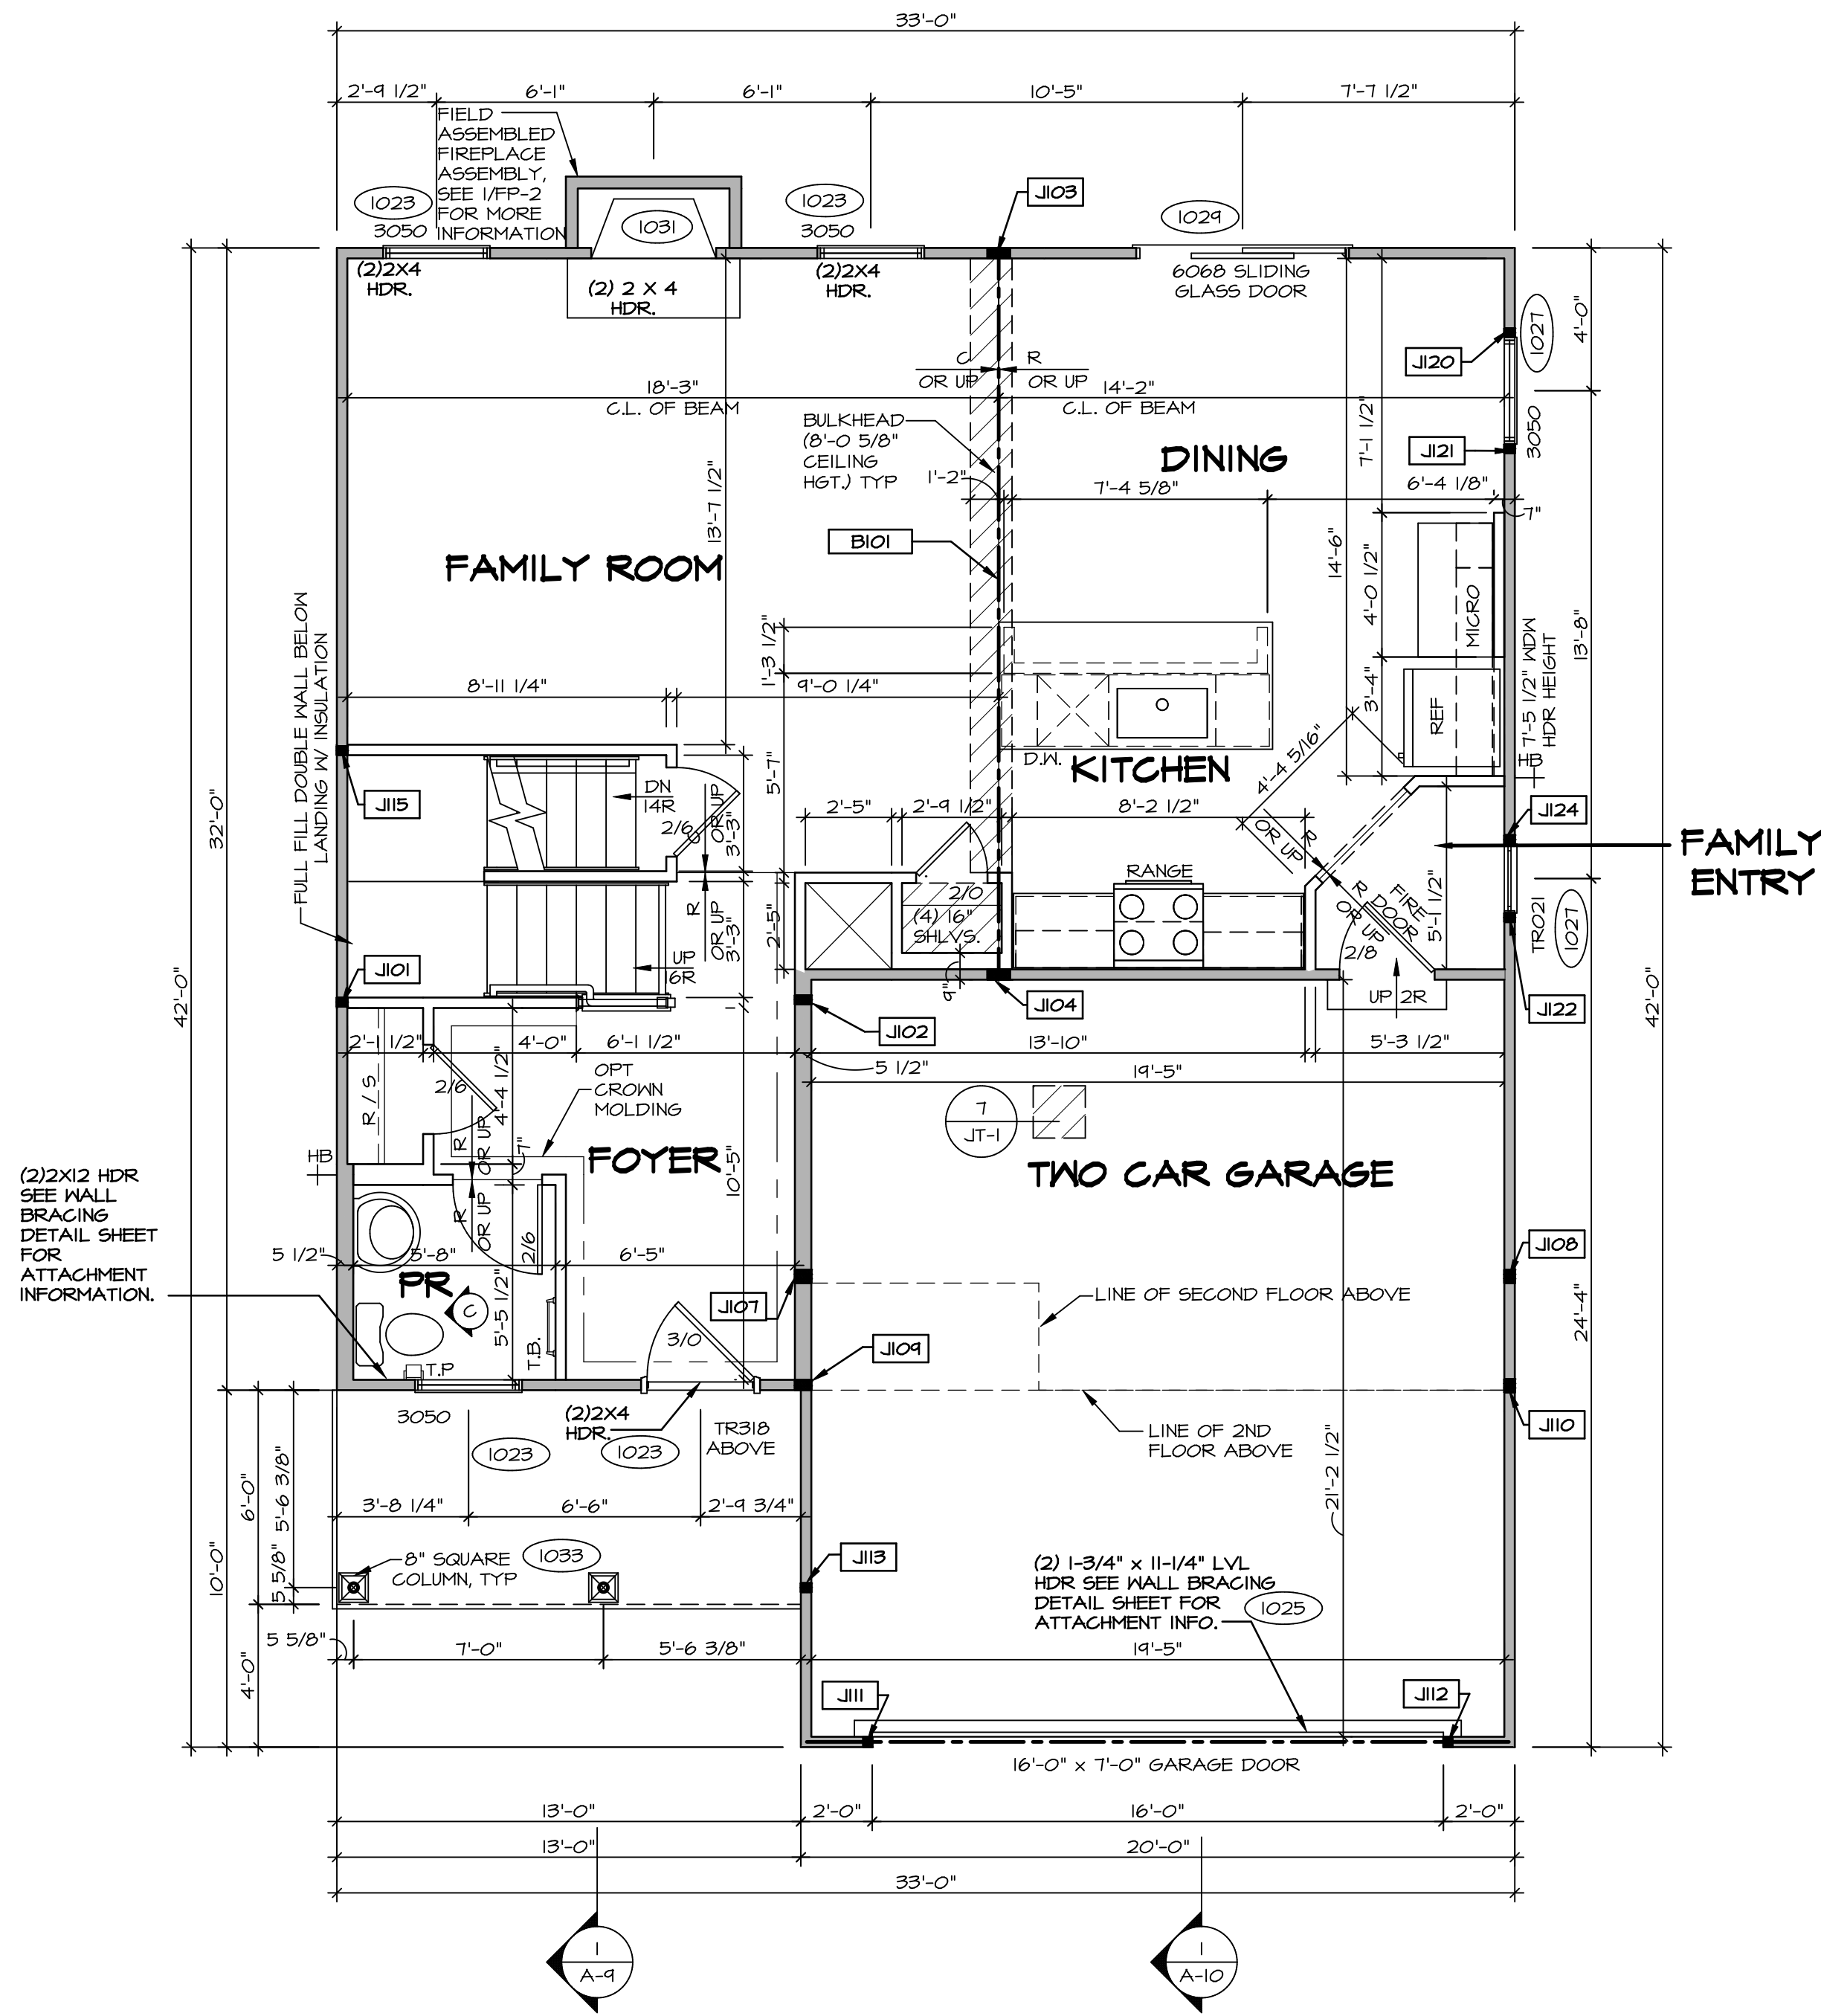 33'-0"
2'-9 1/2"
6'-1"
6'-1"
10'-5"
7'-7 1/2"
FIELD
ASSEMBLED
FIREPLACE
ASSEMBLY,
SEE 1/FP-2
FOR MORE
INFORMATION
1023
3050
1031
1023
3050
J103
1029
(2)2X4
HDR.
(2) 2 X 4
HDR.
(2)2X4
HDR.
6068 SLIDING
GLASS DOOR
1027
4'-0"
J120
C
OR UP
R
OR UP
18'-3"
C.L. OF BEAM
14'-2"
C.L. OF BEAM
BULKHEAD
(8'-0 5/8"
CEILING
HGT.) TYP
DINING
7'-1 1/2"
J121
3050
1'-2"
7'-4 5/8"
6'-4 1/8"
7"
13'-7 1/2"
B101
FAMILY ROOM
14'-6"
4'-0 1/2"
MICRO
13'-8"
7'-5 1/2" WDW
HDR HEIGHT
FULL FILL DOUBLE WALL BELOW
LANDING W/ INSULATION
1'-3 1/2"
8'-11 1/4"
9'-0 1/4"
3'-4"
REF
4'-4 5/16"
D.W.
KITCHEN
HB
5'-7"
DN
14R
2/6
C
OR UP
3'-3"
J115
2'-5"
2'-9 1/2"
8'-2 1/2"
R
OR UP
J124
FAMILY
ENTRY
32'-0"
42'-0"
RANGE
R
OR UP
FIRE
DOOR
2/8
5'-1 1/2"
2/0
(4) 16"
SHLVS.
2'-5"
R
OR UP
3'-3"
TR021
1027
J101
UP
6R
9"
J104
UP 2R
J122
42'-0"
J102
2'-1 1/2"
4'-0"
6'-1 1/2"
13'-10"
5'-3 1/2"
5 1/2"
19'-5"
R / S
2/6
4'-4 1/2"
OPT
CROWN
MOLDING
7
JT-1
R
OR UP
7"
HB
FOYER
10'-5"
TWO CAR GARAGE
(2)2X12 HDR
SEE WALL
BRACING
DETAIL SHEET
FOR
ATTACHMENT
INFORMATION.
R
OR UP
2/6
5 1/2"
5'-8"
6'-5"
J108
PR
C
5'-5 1/2"
J107
LINE OF SECOND FLOOR ABOVE
24'-4"
T.P
T.B.
3/0
J109
3050
(2)2X4
HDR.
1023
1023
TR318
ABOVE
LINE OF 2ND
FLOOR ABOVE
J110
21'-2 1/2"
6'-0"
5'-6 3/8"
3'-8 1/4"
6'-6"
2'-9 3/4"
10'-0"
5 5/8"
8" SQUARE
COLUMN, TYP
1033
J113
(2) 1-3/4" x 11-1/4" LVL
HDR SEE WALL BRACING
DETAIL SHEET FOR
ATTACHMENT INFO.
1025
5 5/8"
7'-0"
5'-6 3/8"
19'-5"
4'-0"
J111
J112
16'-0" x 7'-0" GARAGE DOOR
13'-0"
2'-0"
16'-0"
2'-0"
13'-0"
20'-0"
33'-0"
1
A-9
1
A-10